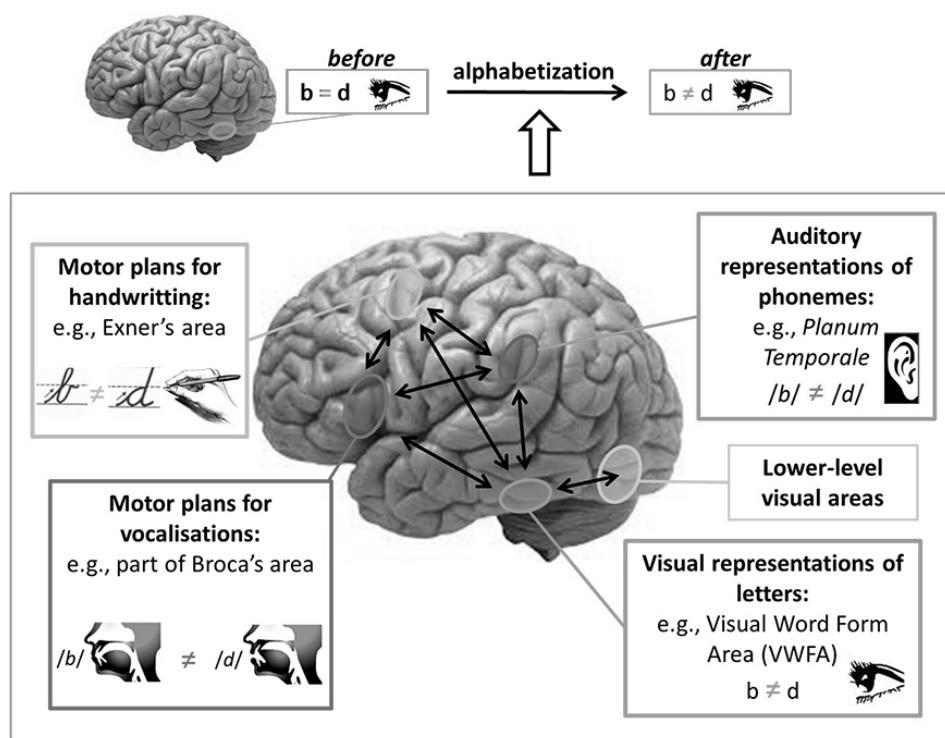 before
b = d
alphabetization
after
b ≠ d
Motor plans for
handwritting:
e.g., Exner's area
b ≠ d
Auditory
representations of
phonemes:
e.g., Planum
Temporale
/b/ ≠ /d/
Motor plans for
vocalisations:
e.g., part of Broca's area
/b/ ≠ /d/
Lower-level
visual areas
Visual representations of
letters:
e.g., Visual Word Form
Area (VWFA)
b ≠ d